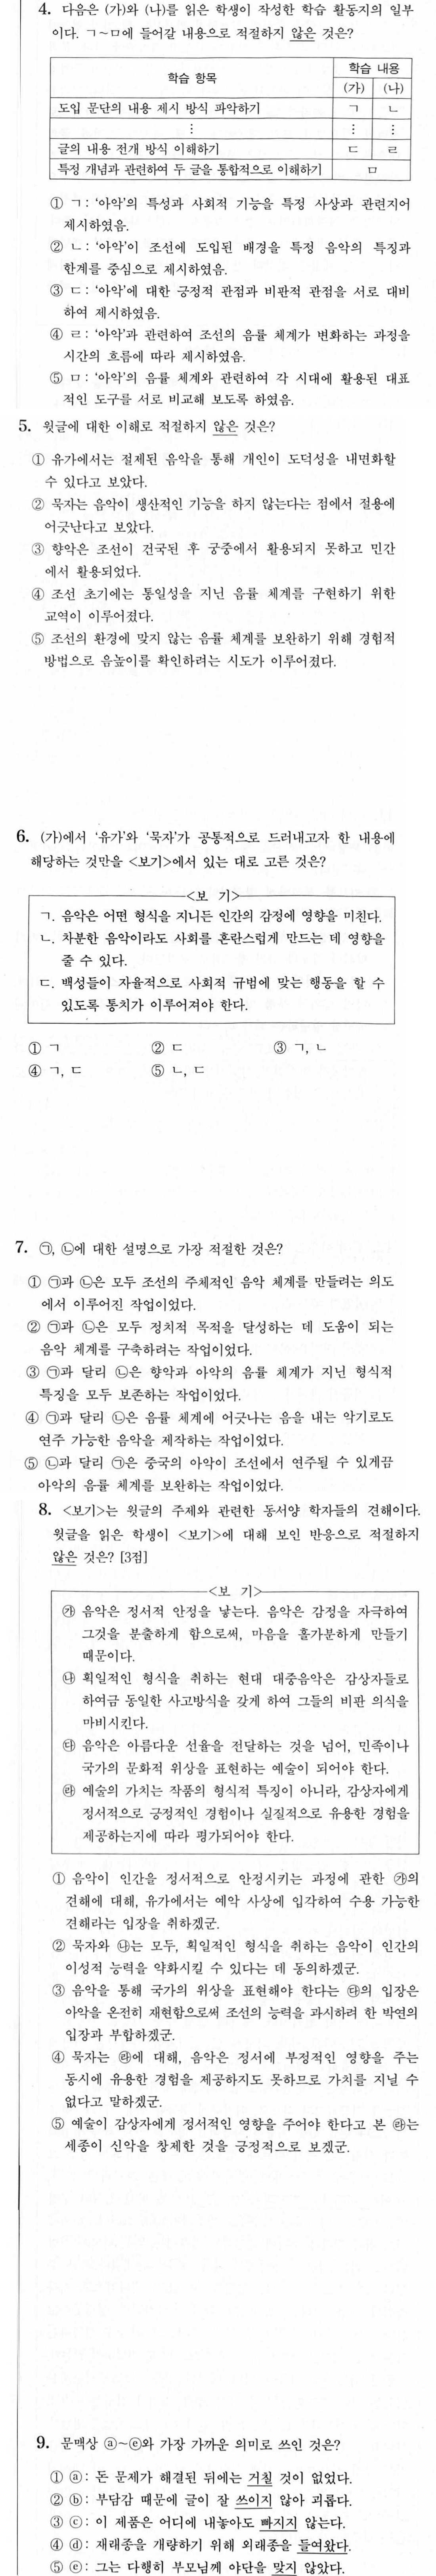 4. 다음은 (가)와 (나)를 읽은 학생이 작성한 학습 활동지의 일부
이다. ㄱ~ㅁ에 들어갈 내용으로 적절하지 않은 것은?
학습 항목 학습 내용
(가) (나)
도입 문단의 내용 제시 방식 파악하기 ㄱ ㄴ
⋮ ⋮ ⋮
글의 내용 전개 방식 이해하기 ㄷ ㄹ
특정 개념과 관련하여 두 글을 통합적으로 이해하기 ㅁ
① ㄱ: ‘아악’의 특성과 사회적 기능을 특정 사상과 관련지어
제시하였음.
② ㄴ: ‘아악’이 조선에 도입된 배경을 특정 음악의 특징과
한계를 중심으로 제시하였음.
③ ㄷ: ‘아악’에 대한 긍정적 관점과 비판적 관점을 서로 대비
하여 제시하였음.
④ ㄹ: ‘아악’과 관련하여 조선의 음률 체계가 변화하는 과정을
시간의 흐름에 따라 제시하였음.
⑤ ㅁ: ‘아악’의 음률 체계와 관련하여 각 시대에 활용된 대표
적인 도구를 서로 비교해 보도록 하였음.
5. 윗글에 대한 이해로 적절하지 않은 것은?
① 유가에서는 절제된 음악을 통해 개인이 도덕성을 내면화할
수 있다고 보았다.
② 묵자는 음악이 생산적인 기능을 하지 않는다는 점에서 절용에
어긋난다고 보았다.
③ 향악은 조선이 건국된 후 궁중에서 활용되지 못하고 민간
에서 활용되었다.
④ 조선 초기에는 통일성을 지닌 음률 체계를 구현하기 위한
교역이 이루어졌다.
⑤ 조선의 환경에 맞지 않는 음률 체계를 보완하기 위해 경험적
방법으로 음높이를 확인하려는 시도가 이루어졌다.
6. (가)에서 ‘유가’와 ‘묵자’가 공통적으로 드러내고자 한 내용에
해당하는 것만을 <보기>에서 있는 대로 고른 것은?
<보 기>
ㄱ. 음악은 어떤 형식을 지니든 인간의 감정에 영향을 미친다.
ㄴ. 차분한 음악이라도 사회를 혼란스럽게 만드는 데 영향을
줄 수 있다.
ㄷ. 백성들이 자율적으로 사회적 규범에 맞는 행동을 할 수
있도록 통치가 이루어져야 한다.
① ㄱ ② ㄷ ③ ㄱ, ㄴ
④ ㄱ, ㄷ ⑤ ㄴ, ㄷ
7. ㉠, ㉡에 대한 설명으로 가장 적절한 것은?
① ㉠과 ㉡은 모두 조선의 주체적인 음악 체계를 만들려는 의도
에서 이루어진 작업이었다.
② ㉠과 ㉡은 모두 정치적 목적을 달성하는 데 도움이 되는
음악 체계를 구축하려는 작업이었다.
③ ㉠과 달리 ㉡은 향악과 아악의 음률 체계가 지닌 형식적
특징을 모두 보존하는 작업이었다.
④ ㉠과 달리 ㉡은 음률 체계에 어긋나는 음을 내는 악기로도
연주 가능한 음악을 제작하는 작업이었다.
⑤ ㉡과 달리 ㉠은 중국의 아악이 조선에서 연주될 수 있게끔
아악의 음률 체계를 보완하는 작업이었다.
8. <보기>는 윗글의 주제와 관련한 동서양 학자들의 견해이다.
윗글을 읽은 학생이 <보기>에 대해 보인 반응으로 적절하지
않은 것은? [3점]
<보 기>
㉮ 음악은 정서적 안정을 낳는다. 음악은 감정을 자극하여
그것을 분출하게 함으로써, 마음을 홀가분하게 만들기
때문이다.
㉯ 획일적인 형식을 취하는 현대 대중음악은 감상자들로
하여금 동일한 사고방식을 갖게 하여 그들의 비판 의식을
마비시킨다.
㉰ 음악은 아름다운 선율을 전달하는 것을 넘어, 민족이나
국가의 문화적 위상을 표현하는 예술이 되어야 한다.
㉱ 예술의 가치는 작품의 형식적 특징이 아니라, 감상자에게
정서적으로 긍정적인 경험이나 실질적으로 유용한 경험을
제공하는지에 따라 평가되어야 한다.
① 음악이 인간을 정서적으로 안정시키는 과정에 관한 ㉮의
견해에 대해, 유가에서는 예악 사상에 입각하여 수용 가능한
견해라는 입장을 취하겠군.
② 묵자와 ㉯는 모두, 획일적인 형식을 취하는 음악이 인간의
이성적 능력을 약화시킬 수 있다는 데 동의하겠군.
③ 음악을 통해 국가의 위상을 표현해야 한다는 ㉰의 입장은
아악을 온전히 재현함으로써 조선의 능력을 과시하려 한 박연의
입장과 부합하겠군.
④ 묵자는 ㉱에 대해, 음악은 정서에 부정적인 영향을 주는
동시에 유용한 경험을 제공하지도 못하므로 가치를 지닐 수
없다고 말하겠군.
⑤ 예술이 감상자에게 정서적인 영향을 주어야 한다고 본 ㉱는
세종이 신악을 창제한 것을 긍정적으로 보겠군.
9. 문맥상 ⓐ~ⓔ와 가장 가까운 의미로 쓰인 것은?
① ⓐ: 돈 문제가 해결된 뒤에는 거칠 것이 없었다.
② ⓑ: 부담감 때문에 글이 잘 쓰이지 않아 괴롭다.
③ ⓒ: 이 제품은 어디에 내놓아도 빠지지 않는다.
④ ⓓ: 재래종을 개량하기 위해 외래종을 들여왔다.
⑤ ⓔ: 그는 다행히 부모님께 야단을 맞지 않았다.